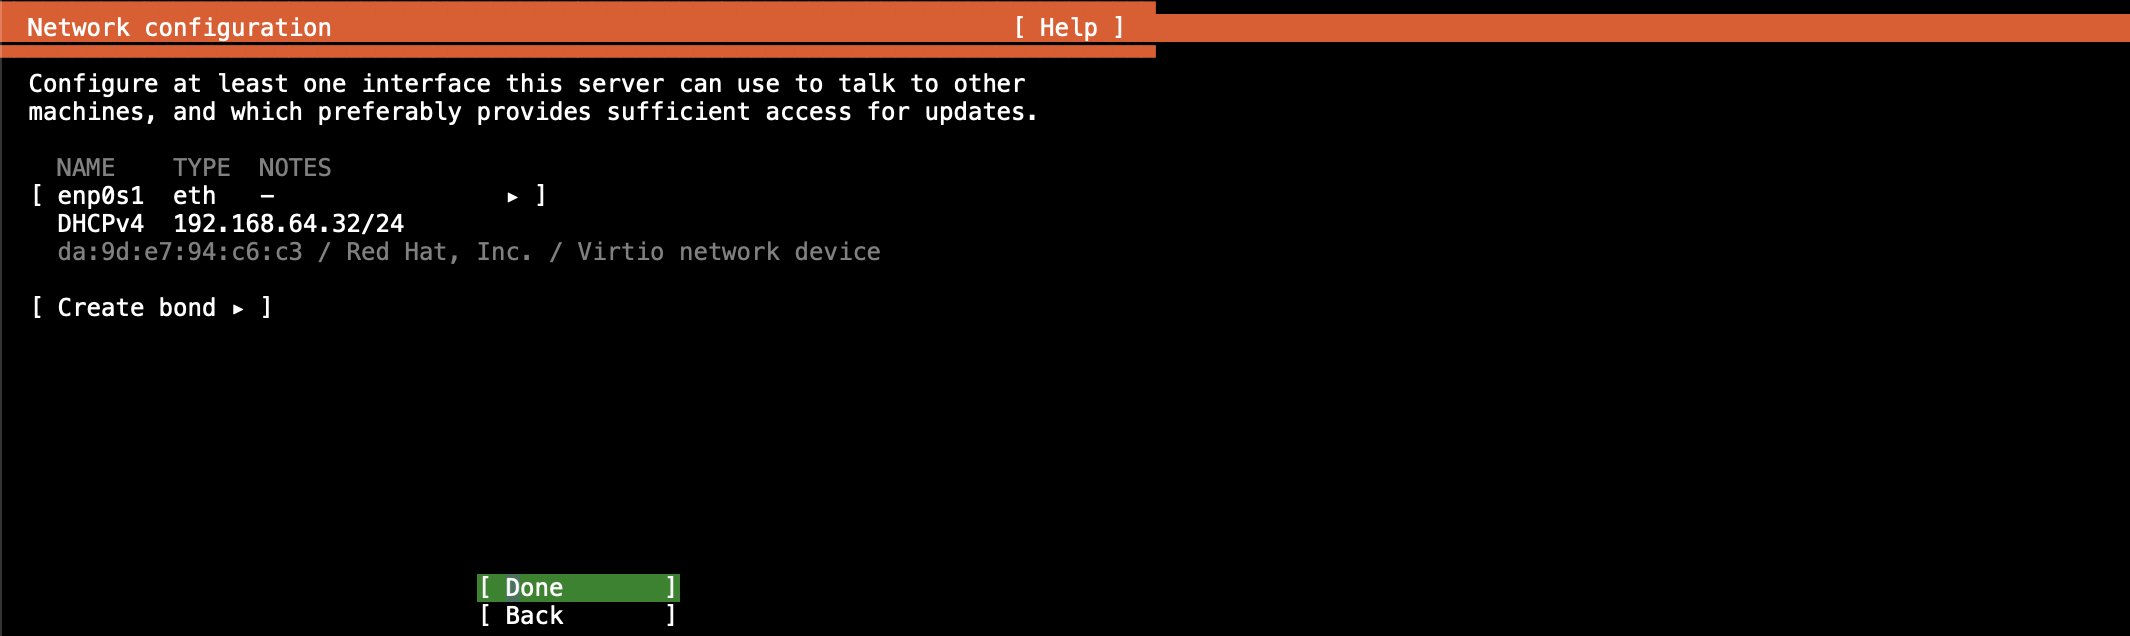 Network configuration [ Help ]
Configure at least one interface this server can use to talk to other
machines, and which preferably provides sufficient access for updates.
NAME TYPE NOTES
[ enp0s1 eth - ▸ ]
DHCPv4 192.168.64.32/24
da:9d:e7:94:c6:c3 / Red Hat, Inc. / Virtio network device
[ Create bond ▸ ]
[ Done ]
[ Back ]